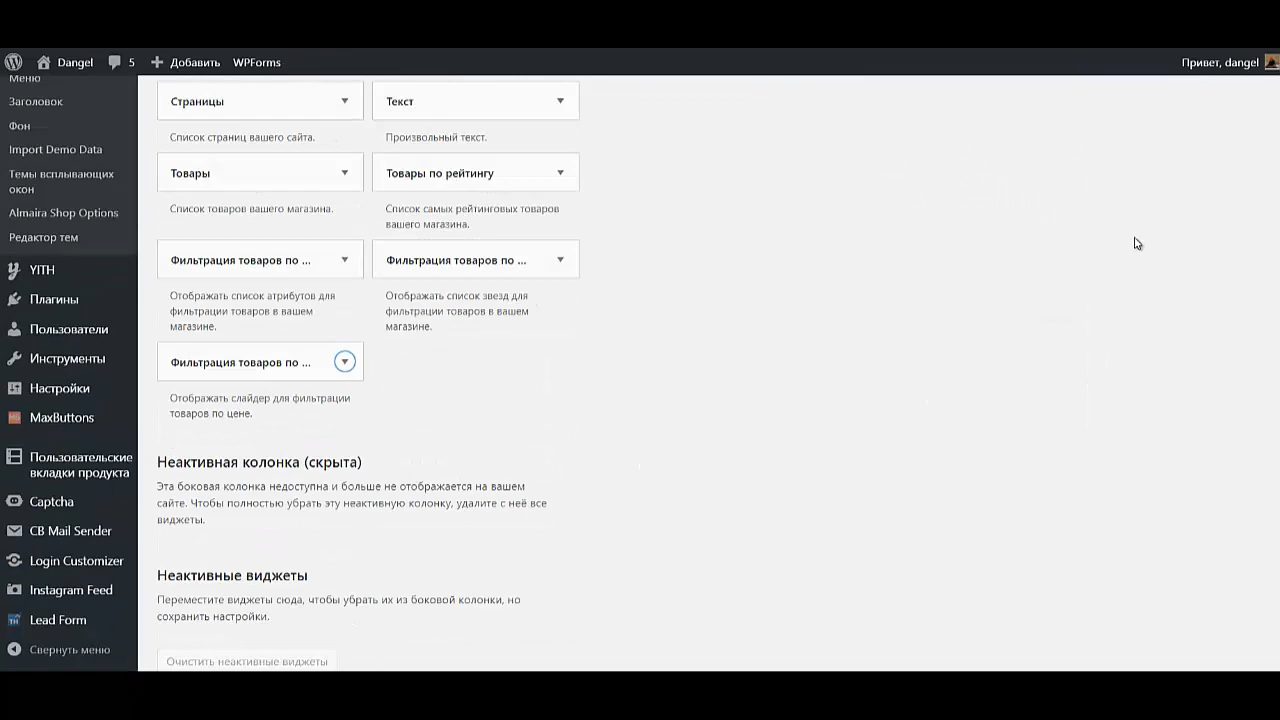 Dangel
5
Добавить
WPForms
Привет, dangel
Меню
Заголовок
Фон
Import Demo Data
Темы всплывающих
окон
Almaira Shop Options
Редактор тем
YITH
Плагины
Пользователи
Инструменты
Настройки
MaxButtons
Пользовательские
вкладки продукта
Captcha
CB Mail Sender
Login Customizer
Instagram Feed
Lead Form
Свернуть меню
Страницы
Список страниц вашего сайта.
Текст
Произвольный текст.
Товары
Список товаров вашего магазина.
Товары по рейтингу
Список самых рейтинговых товаров
вашего магазина.
Фильтрация товаров по ...
Отображать список атрибутов для
фильтрации товаров в вашем
магазине.
Фильтрация товаров по ...
Отображать список звезд для
фильтрации товаров в вашем
магазине.
Фильтрация товаров по ...
Отображать слайдер для фильтрации
товаров по цене.
Неактивная колонка (скрыта)
Эта боковая колонка недоступна и больше не отображается на вашем
сайте. Чтобы полностью убрать эту неактивную колонку, удалите с неё все
виджеты.
Неактивные виджеты
Переместите виджеты сюда, чтобы убрать их из боковой колонки, но
сохранить настройки.
Очистить неактивные виджеты